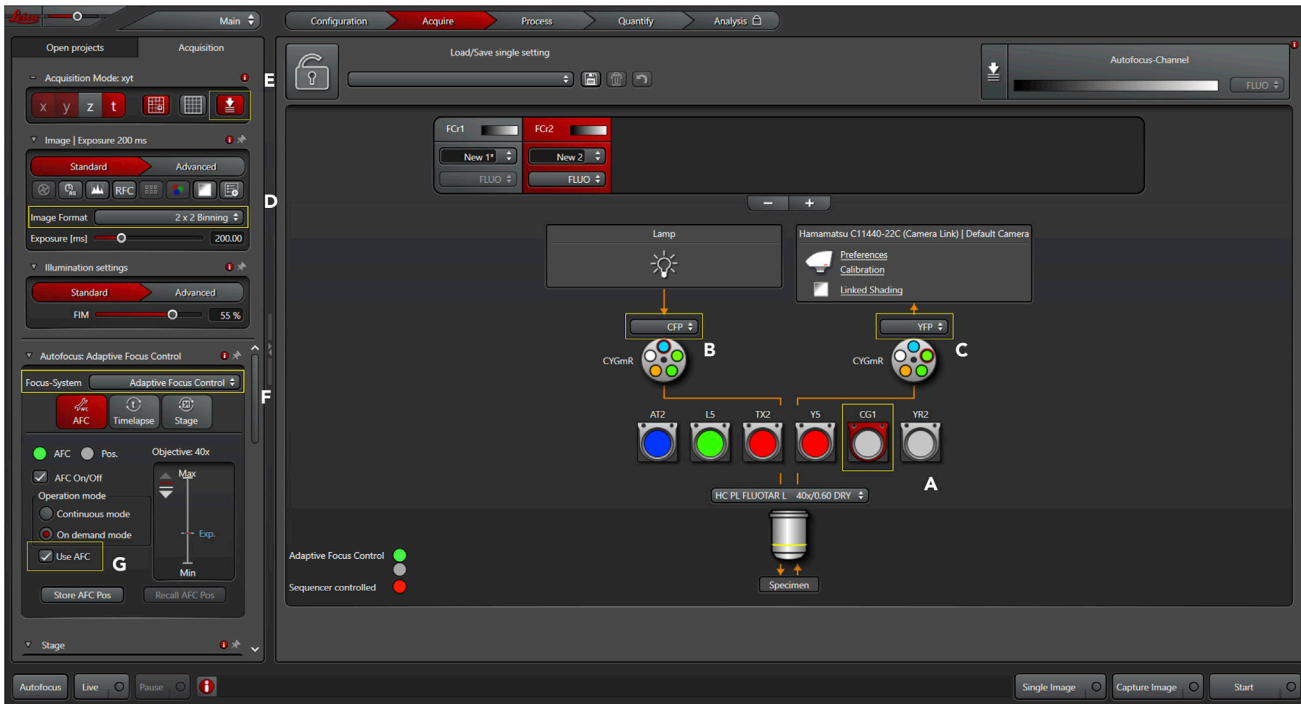 Leica
Main
Configuration
Acquire
Process
Quantify
Analysis
Open projects
Acquisition
Acquisition Mode: xyt
E
x y z t
Image | Exposure 200 ms
Standard
Advanced
RFC
D
Image Format
2 x 2 Binning
Exposure [ms]
200.00
Illumination settings
Standard
Advanced
FIM
55 %
Autofocus: Adaptive Focus Control
Focus-System
Adaptive Focus Control
F
AFC
Timelapse
Stage
AFC
Pos.
Objective: 40x
AFC On/Off
Max
Operation mode
Continuous mode
On demand mode
Exp.
Use AFC
G
Min
Store AFC Pos
Recall AFC Pos
Stage
Load/Save single setting
Autofocus-Channel
FLUO
FCr1
FCr2
New 1*
New 2
FLUO
FLUO
− +
Lamp
Hamamatsu C11440-22C (Camera Link) | Default Camera
Preferences
Calibration
Linked Shading
CFP
B
YFP
C
CYGmR
CYGmR
AT2
L5
TX2
Y5
CG1
YR2
A
HC PL FLUOTAR L 40x/0.60 DRY
Adaptive Focus Control
Sequencer controlled
Specimen
Autofocus
Live
Pause
Single Image
Capture Image
Start